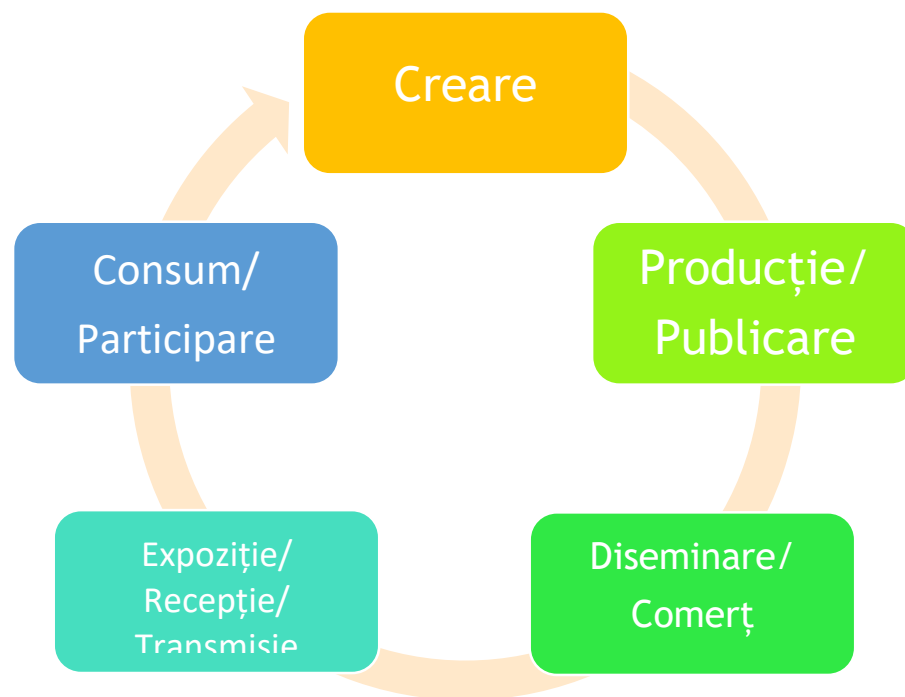 Creare
Producție/
Publicare
Diseminare/
Comerț
Expoziție/
Recepție/
Transmisie
Consum/
Participare